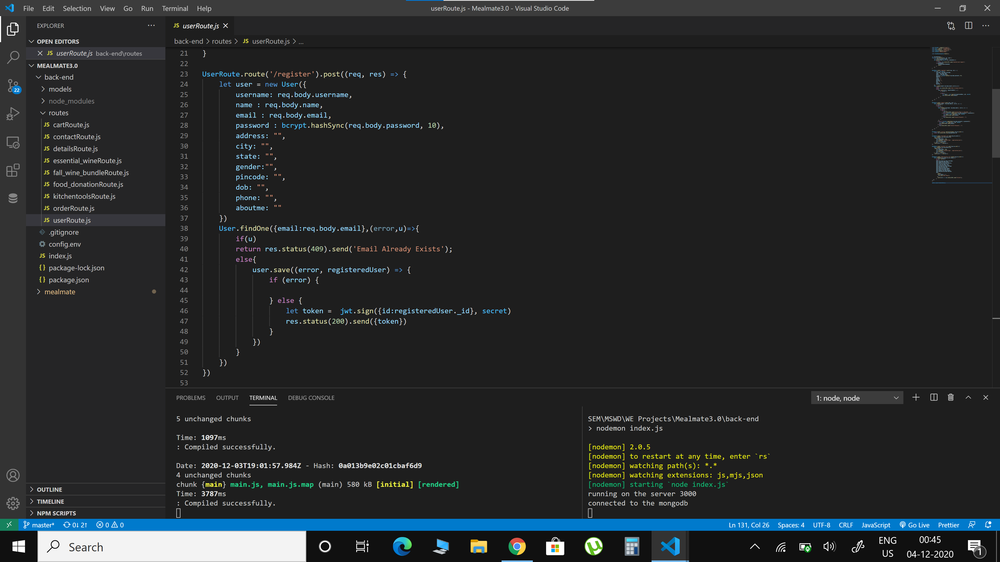 File Edit Selection View Go Run Terminal Help
userRoute.js - Mealmate3.0 - Visual Studio Code
EXPLORER
OPEN EDITORS
JS userRoute.js back-end\routes
MEALMATE3.0
back-end
models
node_modules
routes
JS cartRoute.js
JS contactRoute.js
JS detailsRoute.js
JS essential_wineRoute.js
JS fall_wine_bundleRoute.js
JS food_donationRoute.js
JS kitchentoolsRoute.js
JS orderRoute.js
JS userRoute.js
.gitignore
config.env
JS index.js
{} package-lock.json
{} package.json
mealmate
OUTLINE
TIMELINE
NPM SCRIPTS
22
JS userRoute.js
back-end > routes > JS userRoute.js > ...
21 }
22
23 UserRoute.route('/register').post((req, res) => {
24 let user = new User({
25 username: req.body.username,
26 name : req.body.name,
27 email : req.body.email,
28 password : bcrypt.hashSync(req.body.password, 10),
29 address: "",
30 city: "",
31 state: "",
32 gender:"",
33 pincode: "",
34 dob: "",
35 phone: "",
36 aboutme: ""
37 })
38 User.findOne({email:req.body.email},(error,u)=>{
39 if(u)
40 return res.status(409).send('Email Already Exists');
41 else{
42 user.save((error, registeredUser) => {
43 if (error) {
44
45 } else {
46 let token =  jwt.sign({id:registeredUser._id}, secret)
47 res.status(200).send({token})
48 }
49 })
50 }
51 })
52 })
53
PROBLEMS OUTPUT TERMINAL DEBUG CONSOLE
1: node, node
5 unchanged chunks
Time: 1097ms
: Compiled successfully.
Date: 2020-12-03T19:01:57.984Z - Hash: 0a013b9e02c01cbaf6d9
4 unchanged chunks
chunk {main} main.js, main.js.map (main) 580 kB [initial] [rendered]
Time: 3787ms
: Compiled successfully.
SEM\MSWD\WE Projects\Mealmate3.0\back-end
> nodemon index.js
[nodemon] 2.0.5
[nodemon] to restart at any time, enter `rs`
[nodemon] watching path(s): *.*
[nodemon] watching extensions: js,mjs,json
[nodemon] starting `node index.js`
running on the server 3000
connected to the mongodb
master* 0↓ 2↑ 0 0
Ln 131, Col 26 Spaces: 4 UTF-8 CRLF JavaScript Go Live Prettier
Search
ENG
US
00:45
04-12-2020
1